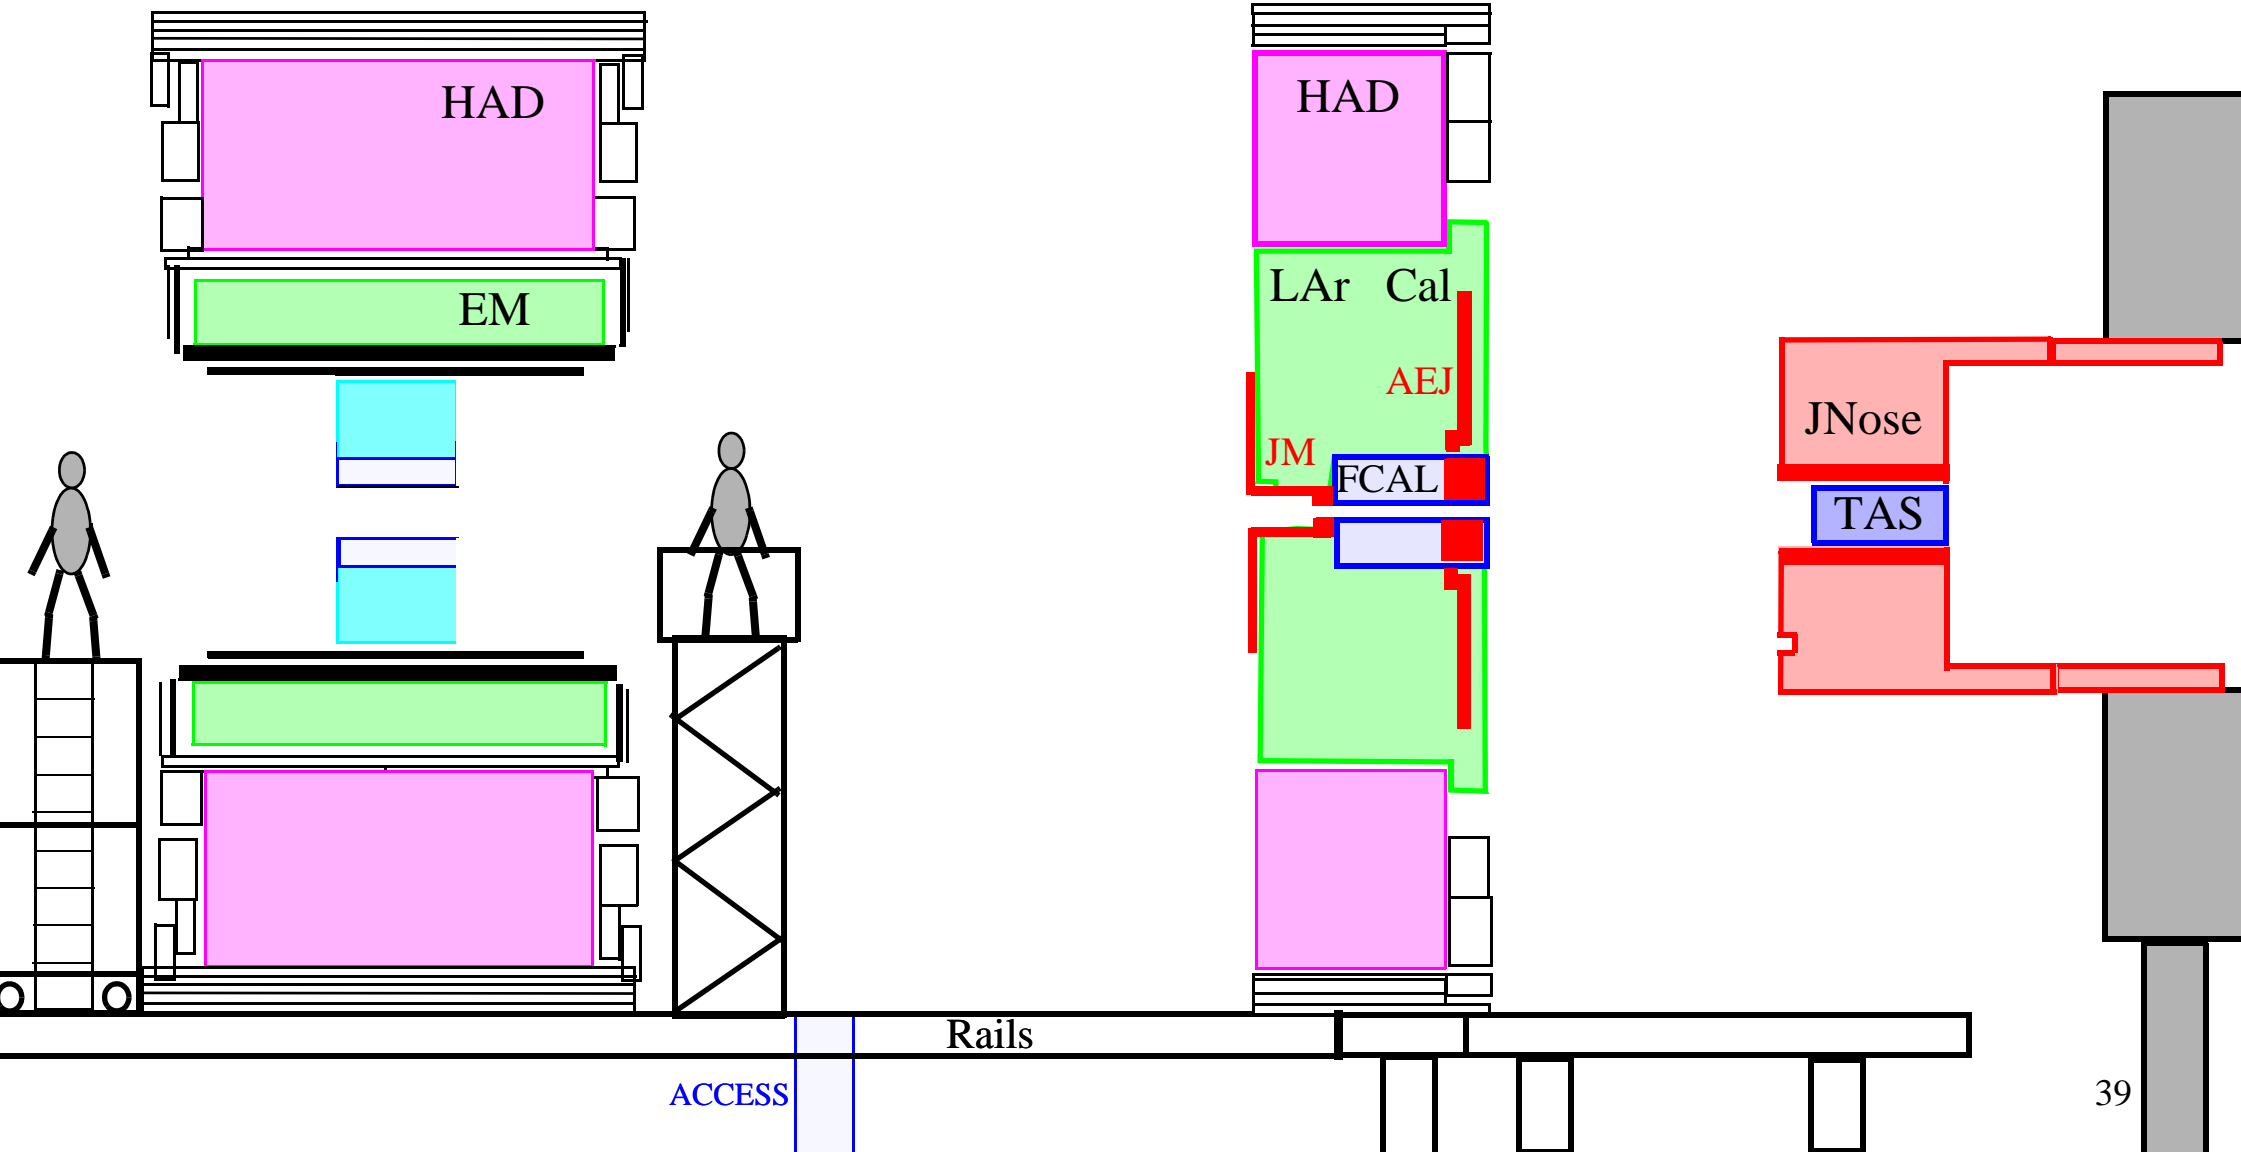 HAD
HAD
EM
LAr Cal
AEJ
JM
FCAL
JNose
TAS
Rails
ACCESS
39